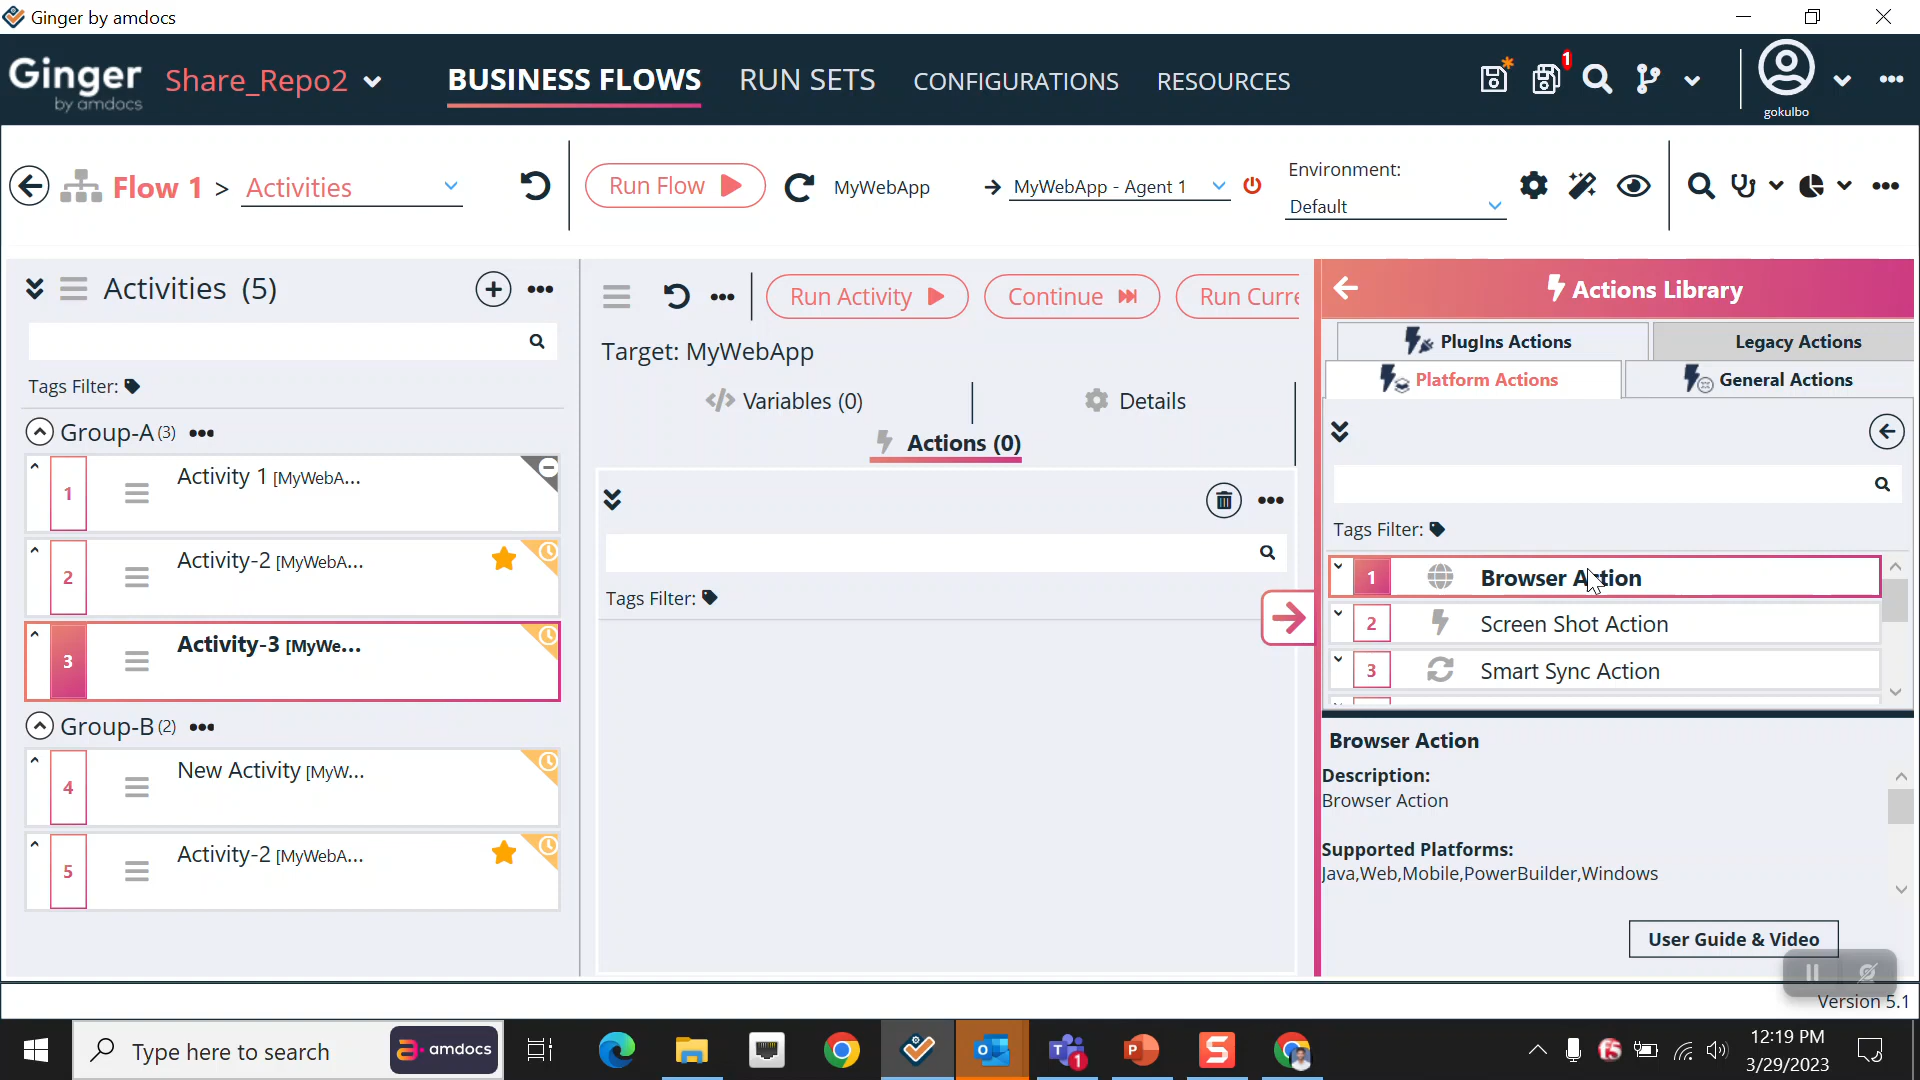 Ginger by amdocs
Ginger
by amdocs
Share_Repo2
BUSINESS FLOWS
RUN SETS
CONFIGURATIONS
RESOURCES
1
gokulbo
Flow 1 > Activities
Run Flow
MyWebApp
MyWebApp - Agent 1
Environment:
Default
Activities (5)
Tags Filter:
Group-A (3)
1
Activity 1 [MyWebA...
2
Activity-2 [MyWebA...
3
Activity-3 [MyWe...
Group-B (2)
4
New Activity [MyW...
5
Activity-2 [MyWebA...
Run Activity
Continue
Run Curre
Target: MyWebApp
Variables (0)
Details
Actions (0)
Tags Filter:
Actions Library
PlugIns Actions
Legacy Actions
Platform Actions
General Actions
Tags Filter:
1
Browser Action
2
Screen Shot Action
3
Smart Sync Action
Browser Action
Description:
Browser Action
Supported Platforms:
Java,Web,Mobile,PowerBuilder,Windows
User Guide & Video
Version 5.1
Type here to search
amdocs
1
12:19 PM
3/29/2023